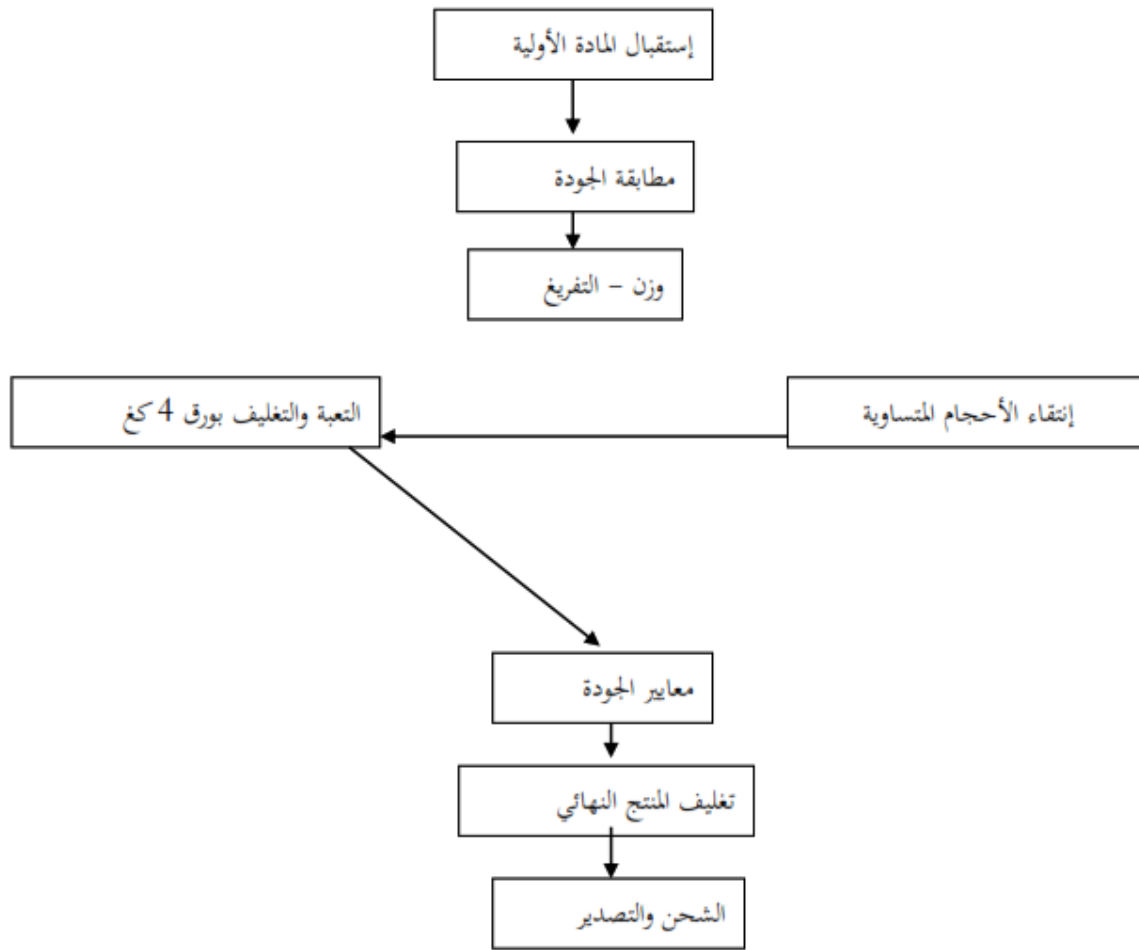 إستقبال المادة الأولية
مطابقة الجودة
وزن – التفريغ
إنتقاء الأحجام المتساوية
التعبة والتغليف بورق 4 كغ
معايير الجودة
تغليف المنتج النهائي
الشحن والتصدير